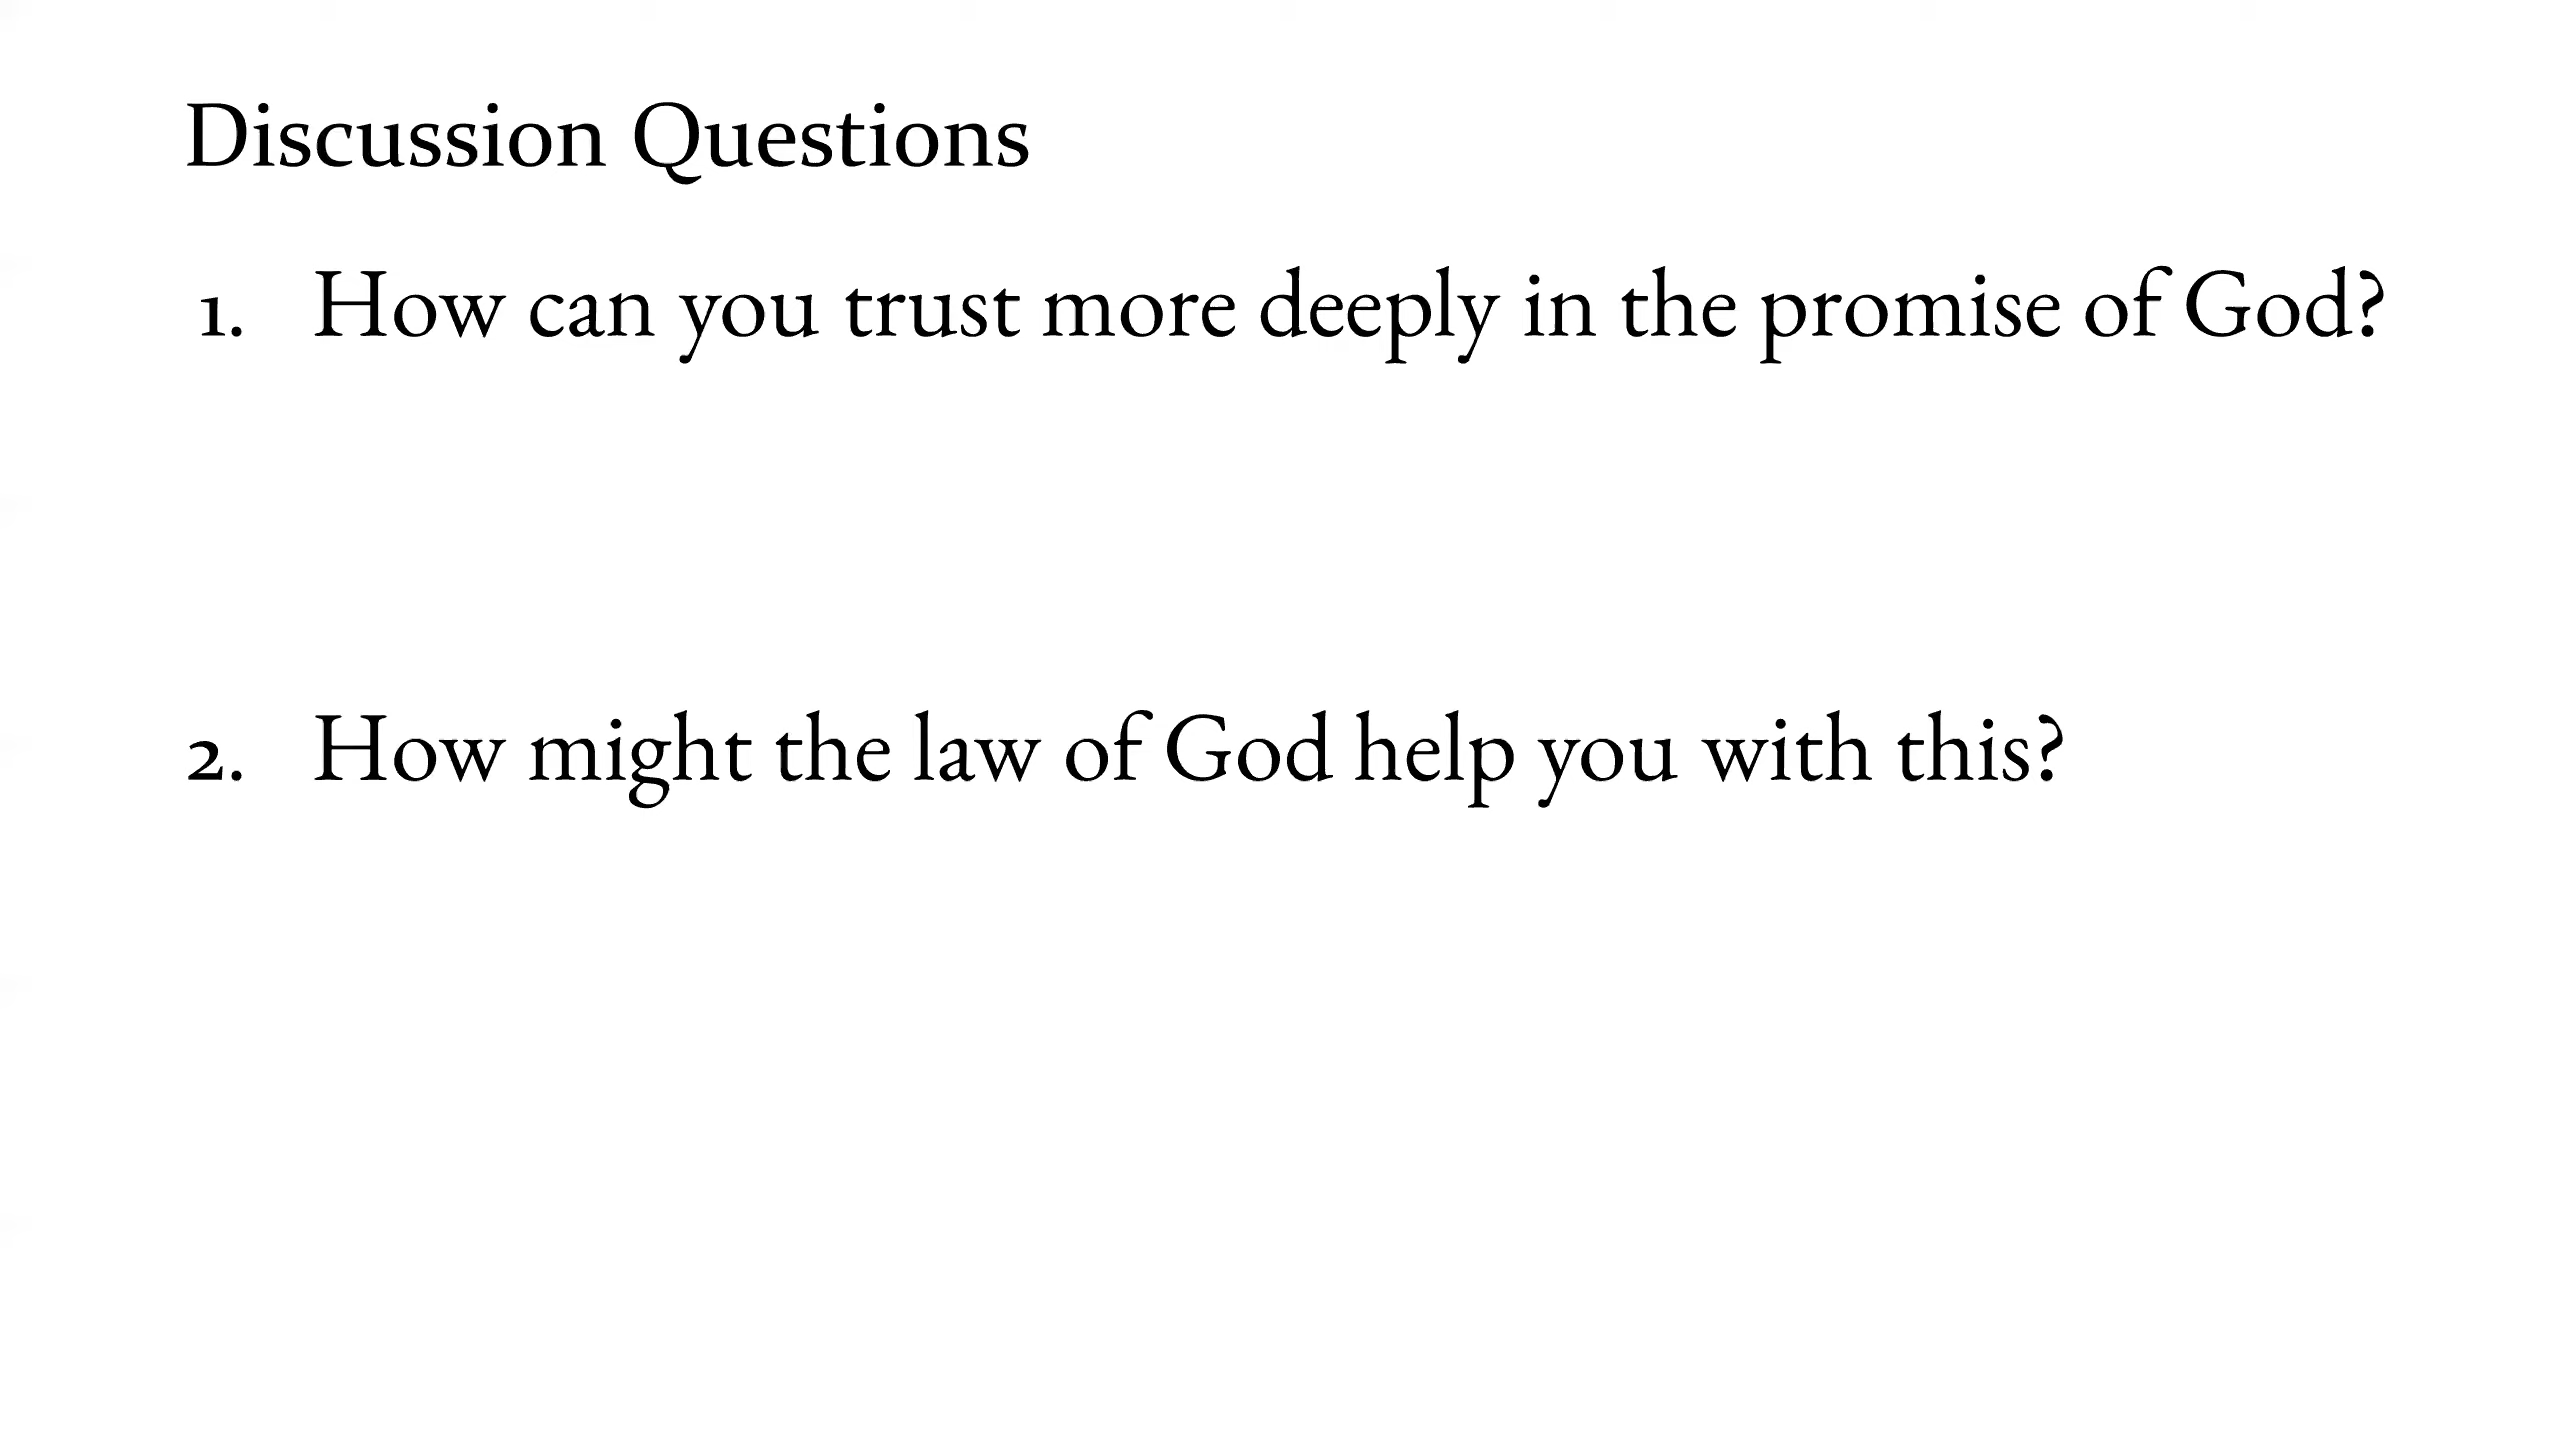 Discussion Questions
1. How can you trust more deeply in the promise of God?
2. How might the law of God help you with this?